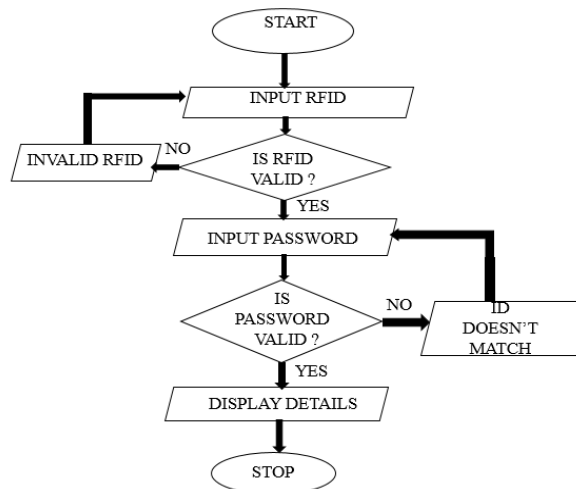 START
INPUT RFID
NO
INVALID RFID
IS RFID
VALID ?
YES
INPUT PASSWORD
IS
PASSWORD
VALID ?
NO
ID
DOESN'T
MATCH
YES
DISPLAY DETAILS
STOP